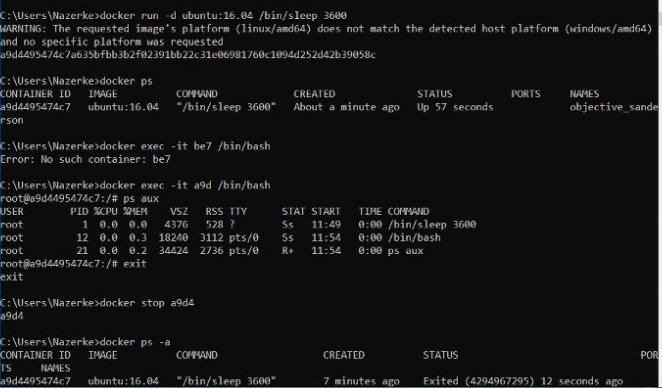 C:\Users\Nazerke>docker run -d ubuntu:16.04 /bin/sleep 3600
WARNING: The requested image's platform (linux/amd64) does not match the detected host platform (windows/amd64)
and no specific platform was requested
a9d4495474c7a635bfbb3b2f02391bb22c31e06981760c1094d252d42b39058c
C:\Users\Nazerke>docker ps
CONTAINER ID IMAGE COMMAND CREATED STATUS PORTS NAMES
a9d4495474c7 ubuntu:16.04 "/bin/sleep 3600" About a minute ago Up 57 seconds objective_sande
rson
C:\Users\Nazerke>docker exec -it be7 /bin/bash
Error: No such container: be7
C:\Users\Nazerke>docker exec -it a9d /bin/bash
root@a9d4495474c7:/# ps aux
USER PID %CPU %MEM VSZ RSS TTY STAT START TIME COMMAND
root 1 0.0 0.0 4376 528 ? Ss 11:49 0:00 /bin/sleep 3600
root 12 0.0 0.3 18240 3112 pts/0 Ss 11:54 0:00 /bin/bash
root 21 0.0 0.2 34424 2736 pts/0 R+ 11:54 0:00 ps aux
root@a9d4495474c7:/# exit
exit
C:\Users\Nazerke>docker stop a9d4
a9d4
C:\Users\Nazerke>docker ps -a
CONTAINER ID IMAGE COMMAND CREATED STATUS POR
TS NAMES
a9d4495474c7 ubuntu:16.04 "/bin/sleep 3600" 7 minutes ago Exited (4294967295) 12 seconds ago